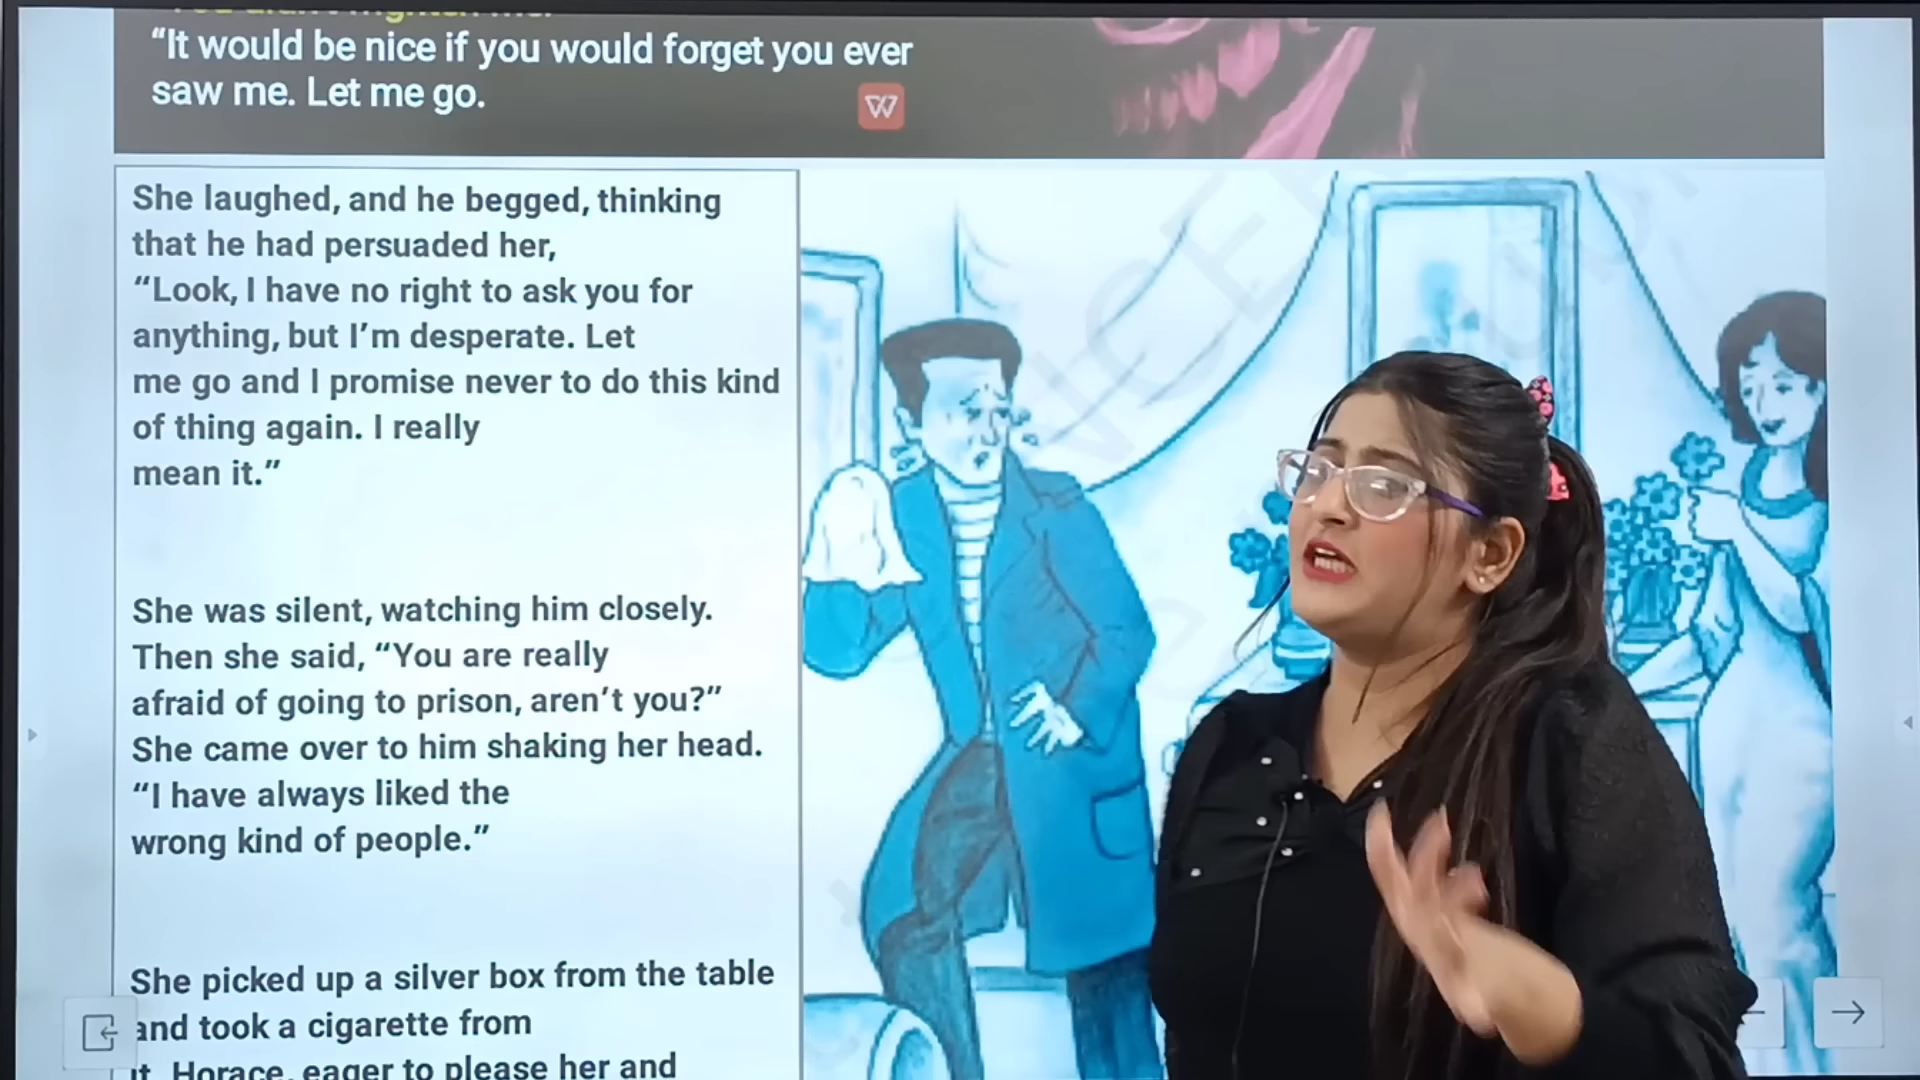 “It would be nice if you would forget you ever
saw me. Let me go.
She laughed, and he begged, thinking
that he had persuaded her,
“Look, I have no right to ask you for
anything, but I’m desperate. Let
me go and I promise never to do this kind
of thing again. I really
mean it.”
She was silent, watching him closely.
Then she said, “You are really
afraid of going to prison, aren’t you?”
She came over to him shaking her head.
“I have always liked the
wrong kind of people.”
She picked up a silver box from the table
and took a cigarette from
it. Horace, eager to please her and